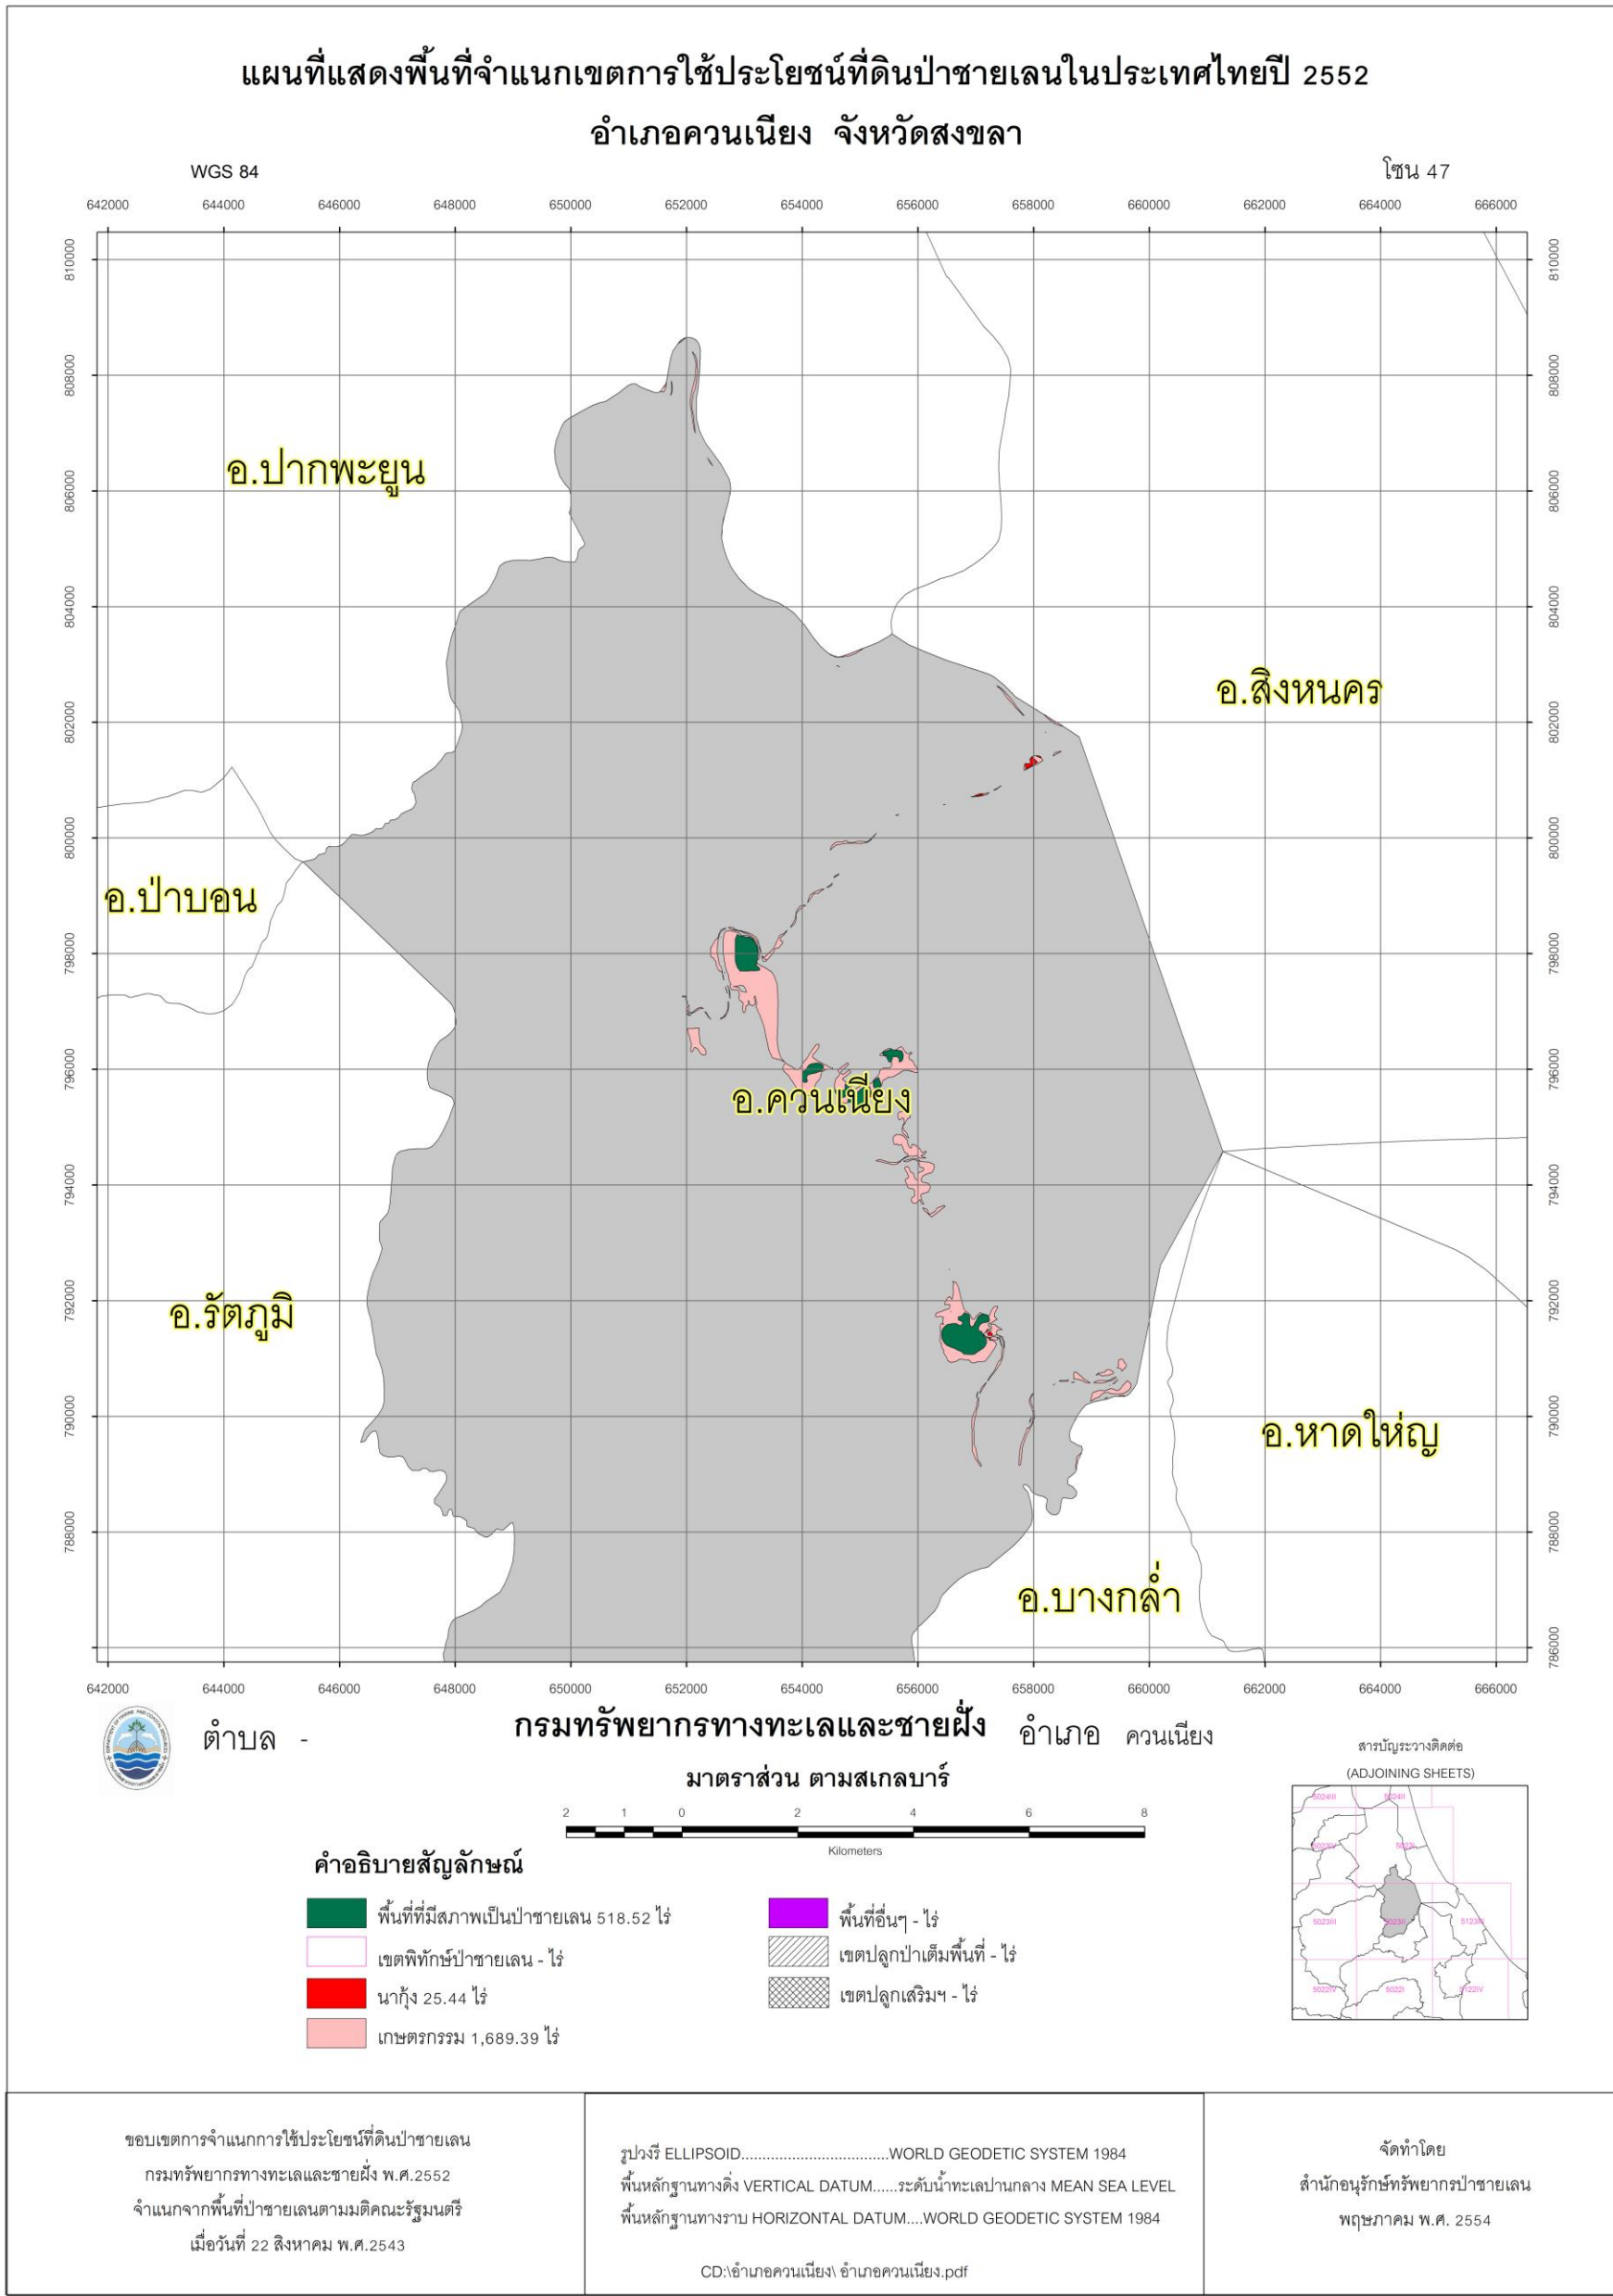 แผนที่แสดงพื้นที่จำแนกเขตการใช้ประโยชน์ที่ดินป่าชายเลนในประเทศไทยปี 2552
อำเภอควนเนียง จังหวัดสงขลา
WGS 84
โซน 47
642000 644000 646000 648000 650000 652000 654000 656000 658000 660000 662000 664000 666000
810000 810000
808000 808000
อ.ปากพะยูน
806000 806000
804000 804000
อ.สิงหนคร
802000 802000
800000 800000
อ.ป่าบอน
798000 798000
796000 796000
อ.ควนเนียง
794000 794000
792000 792000
อ.รัตภูมิ
790000 790000
อ.หาดใหญ่
788000 788000
อ.บางกล่ำ
786000 786000
642000 644000 646000 648000 650000 652000 654000 656000 658000 660000 662000 664000 666000
ตำบล -
กรมทรัพยากรทางทะเลและชายฝั่ง
อำเภอ ควนเนียง
มาตราส่วน ตามสเกลบาร์
2 1 0 2 4 6 8
Kilometers
สารบัญระวางติดต่อ
(ADJOINING SHEETS)
5024III 5024II
5023IV 5023I
5023III 5023II 5123III
5022IV 5022I 5122IV
คำอธิบายสัญลักษณ์
พื้นที่ที่มีสภาพเป็นป่าชายเลน 518.52 ไร่
เขตพิทักษ์ป่าชายเลน - ไร่
นากุ้ง 25.44 ไร่
เกษตรกรรม 1,689.39 ไร่
พื้นที่อื่นๆ - ไร่
เขตปลูกป่าเต็มพื้นที่ - ไร่
เขตปลูกเสริมฯ - ไร่
ขอบเขตการจำแนกการใช้ประโยชน์ที่ดินป่าชายเลน
กรมทรัพยากรทางทะเลและชายฝั่ง พ.ศ.2552
จำแนกจากพื้นที่ป่าชายเลนตามมติคณะรัฐมนตรี
เมื่อวันที่ 22 สิงหาคม พ.ศ.2543
รูปวงรี ELLIPSOID...................................WORLD GEODETIC SYSTEM 1984
พื้นหลักฐานทางดิ่ง VERTICAL DATUM......ระดับน้ำทะเลปานกลาง MEAN SEA LEVEL
พื้นหลักฐานทางราบ HORIZONTAL DATUM....WORLD GEODETIC SYSTEM 1984
CD:\อำเภอควนเนียง\ อำเภอควนเนียง.pdf
จัดทำโดย
สำนักอนุรักษ์ทรัพยากรป่าชายเลน
พฤษภาคม พ.ศ. 2554